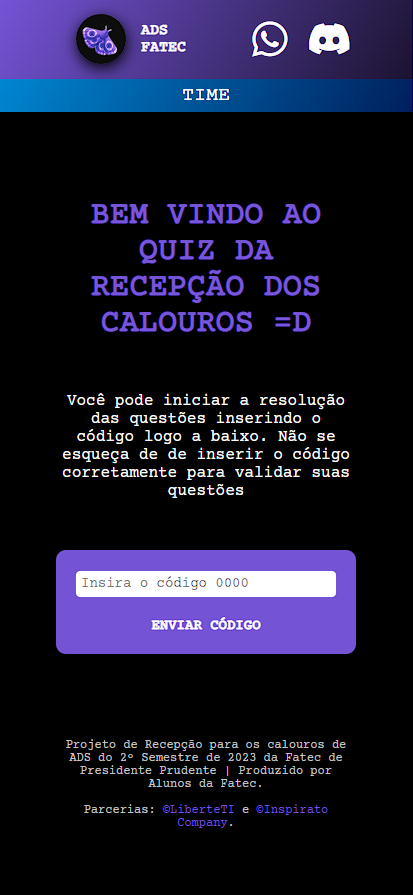 ADS
FATEC
TIME
BEM VINDO AO
QUIZ DA
RECEPÇÃO DOS
CALOUROS =D
Você pode iniciar a resolução
das questões inserindo o
código logo a baixo. Não se
esqueça de de inserir o código
corretamente para validar suas
questões
Insira o código 0000
ENVIAR CÓDIGO
Projeto de Recepção para os calouros de
ADS do 2º Semestre de 2023 da Fatec de
Presidente Prudente | Produzido por
Alunos da Fatec.
Parcerias: ©LiberteTI e ©Inspirato
Company.